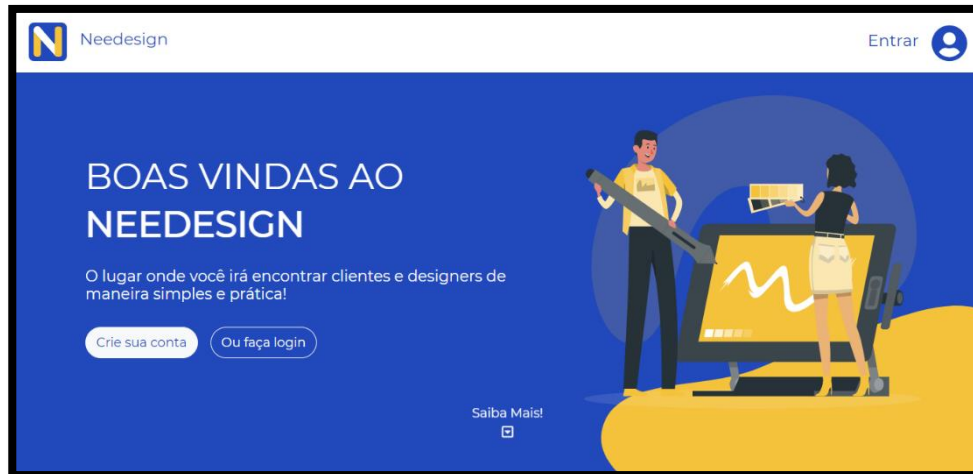 N Needesign
Entrar
BOAS VINDAS AO
NEEDESIGN
O lugar onde você irá encontrar clientes e designers de
maneira simples e prática!
Crie sua conta
Ou faça login
Saiba Mais!